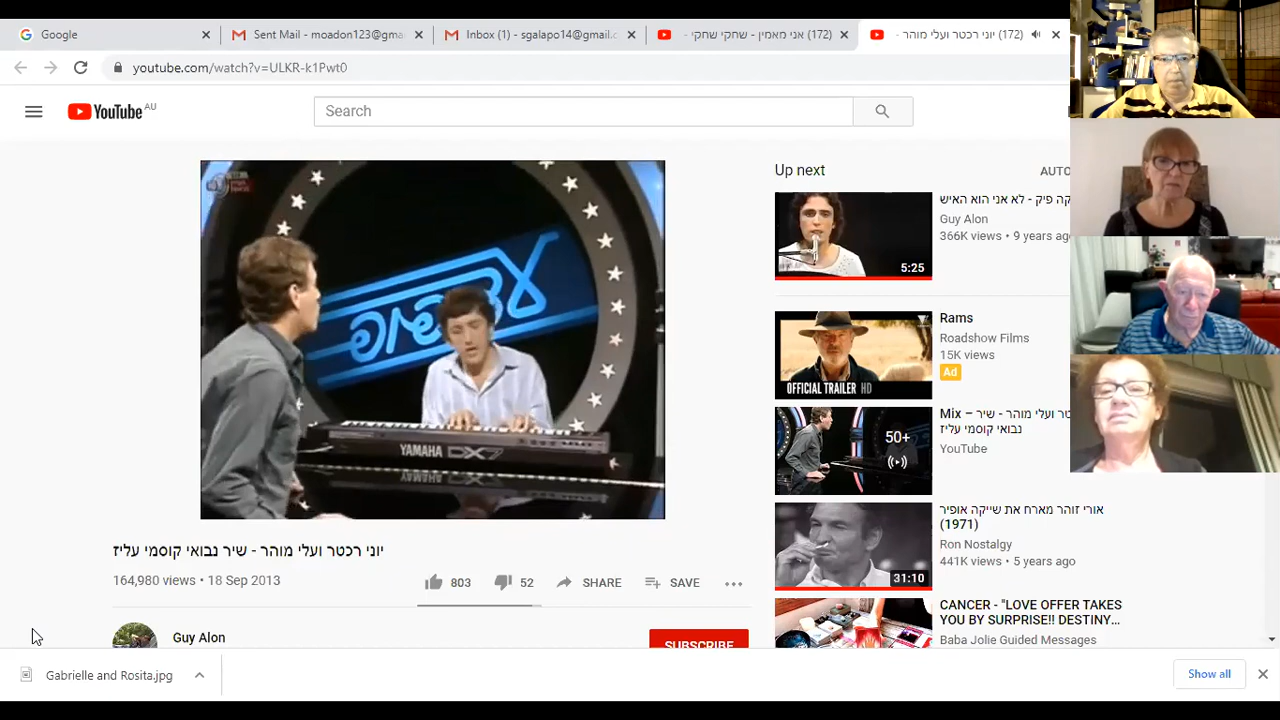 Google
Sent Mail - moadon123@gma
Inbox (1) - sgalapo14@gmail.c
(172) אני מאמין - שחקי שחקי -
(172) יוני רכטר ועלי מוהר -
youtube.com/watch?v=ULKR-k1Pwt0
YouTube AU
Search
Up next
AUTO
קה פיק - לא אני הוא האיש
Guy Alon
366K views • 9 years ago
5:25
Rams
Roadshow Films
15K views
Ad
OFFICIAL TRAILER HD
YAMAHA DX7
Mix – ועלי מוהר - שיר
נבואי קוסמי עליז
YouTube
50+
אורי זוהר מארח את שייקה אופיר
(1971)
Ron Nostalgy
441K views • 5 years ago
31:10
יוני רכטר ועלי מוהר - שיר נבואי קוסמי עליז
164,980 views • 18 Sep 2013
803
52
SHARE
SAVE
CANCER - "LOVE OFFER TAKES
YOU BY SURPRISE!! DESTINY...
Baba Jolie Guided Messages
Guy Alon
SUBSCRIBE
Gabrielle and Rosita.jpg
Show all